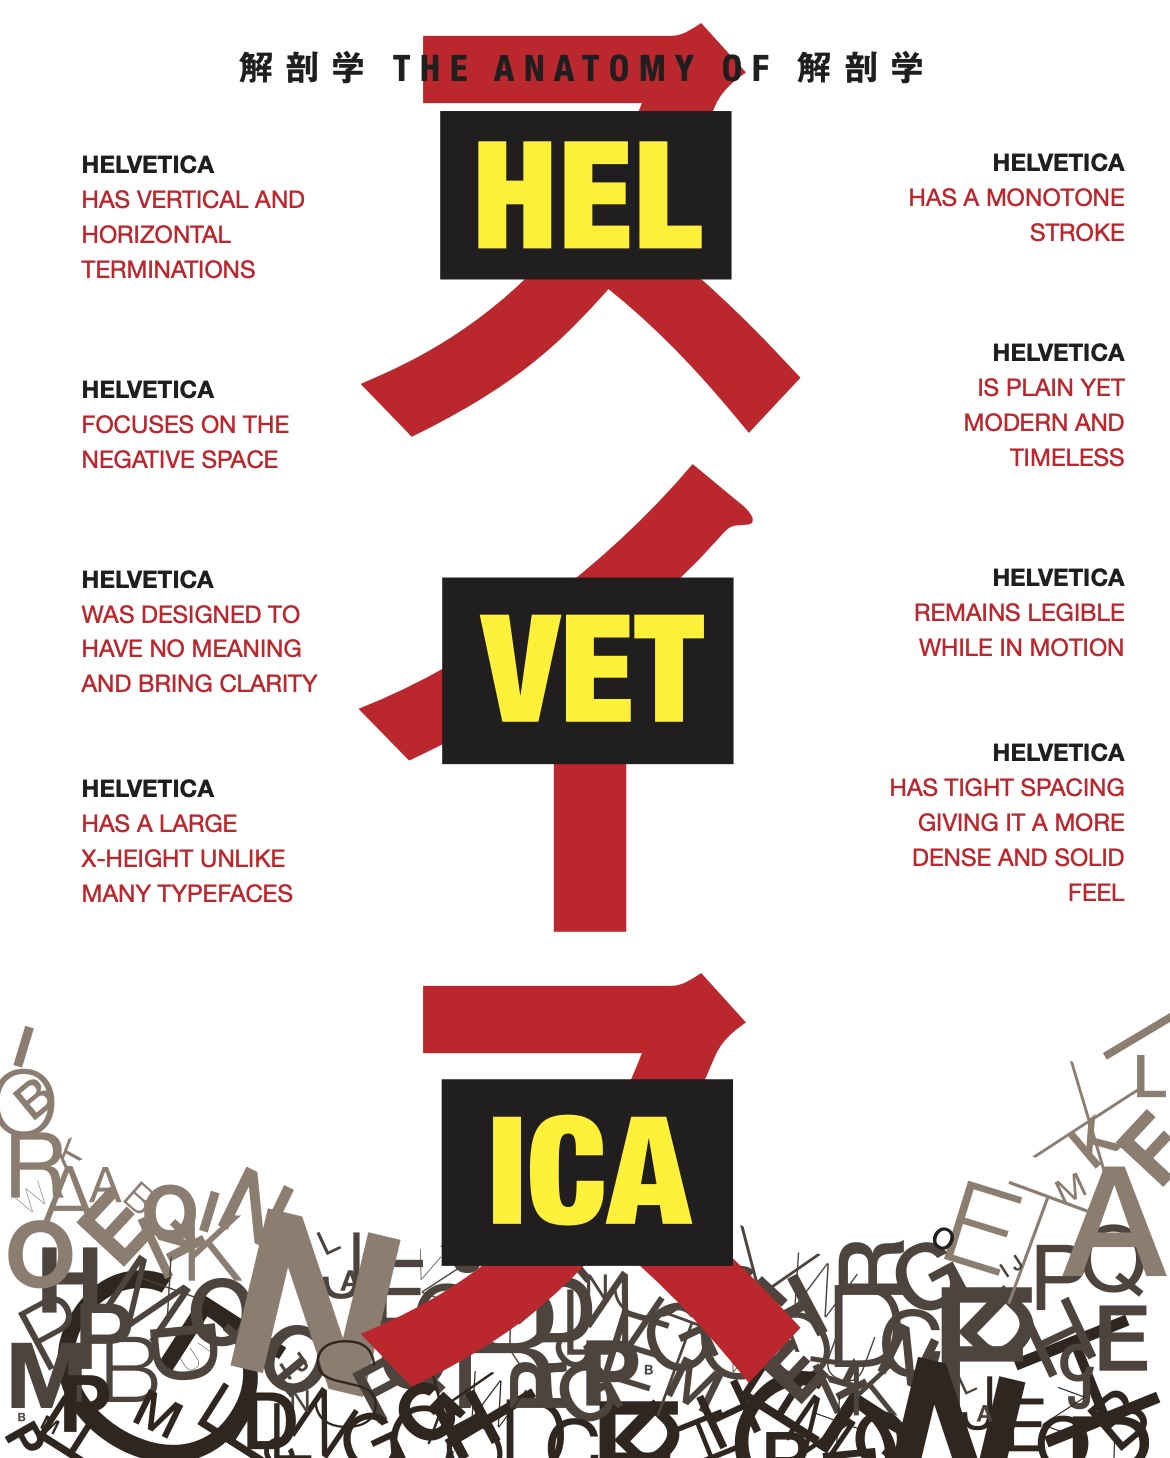 解剖学 THE ANATOMY OF 解剖学
ス
HEL
イ
VET
ス
ICA
HELVETICA
HAS VERTICAL AND
HORIZONTAL
TERMINATIONS
HELVETICA
FOCUSES ON THE
NEGATIVE SPACE
HELVETICA
WAS DESIGNED TO
HAVE NO MEANING
AND BRING CLARITY
HELVETICA
HAS A LARGE
X-HEIGHT UNLIKE
MANY TYPEFACES
HELVETICA
HAS A MONOTONE
STROKE
HELVETICA
IS PLAIN YET
MODERN AND
TIMELESS
HELVETICA
REMAINS LEGIBLE
WHILE IN MOTION
HELVETICA
HAS TIGHT SPACING
GIVING IT A MORE
DENSE AND SOLID
FEEL